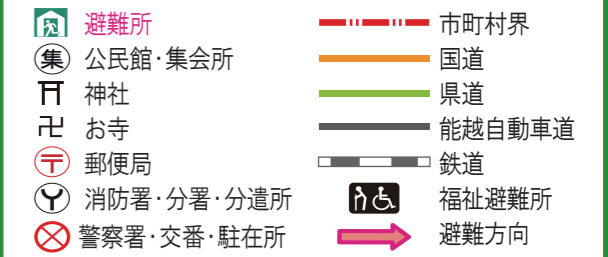 避難所
集 公民館・集会所
神社
お寺
〒 郵便局
消防署・分署・分遣所
警察署・交番・駐在所
市町村界
国道
県道
能越自動車道
鉄道
福祉避難所
避難方向